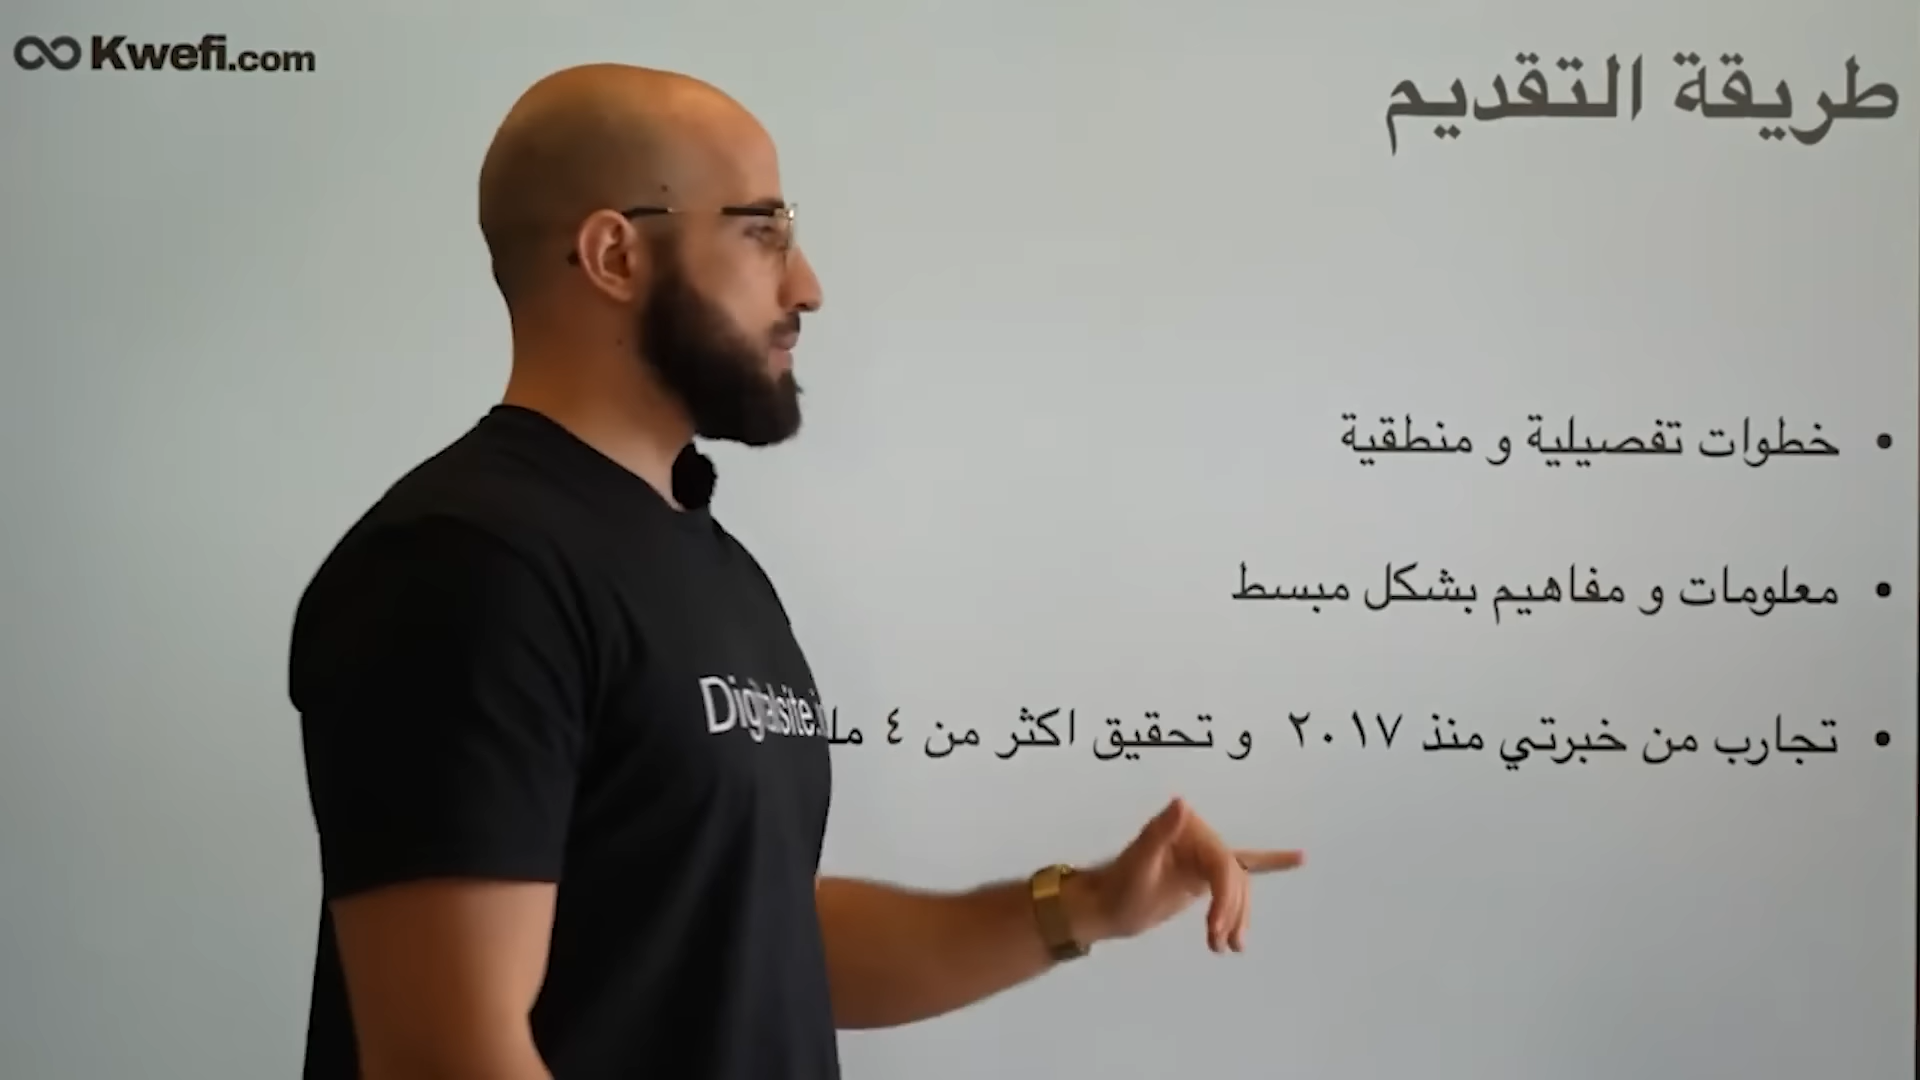 Kwefi.com
طريقة التقديم
• خطوات تفصيلية و منطقية
• معلومات و مفاهيم بشكل مبسط
• تجارب من خبرتي منذ ٢٠١٧ و تحقيق اكثر من ٤
Digitalsite.